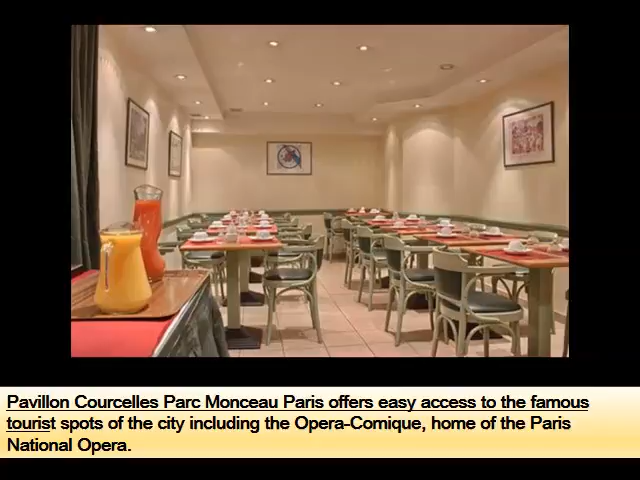 Pavillon Courcelles Parc Monceau Paris offers easy access to the famous
tourist spots of the city including the Opera-Comique, home of the Paris
National Opera.